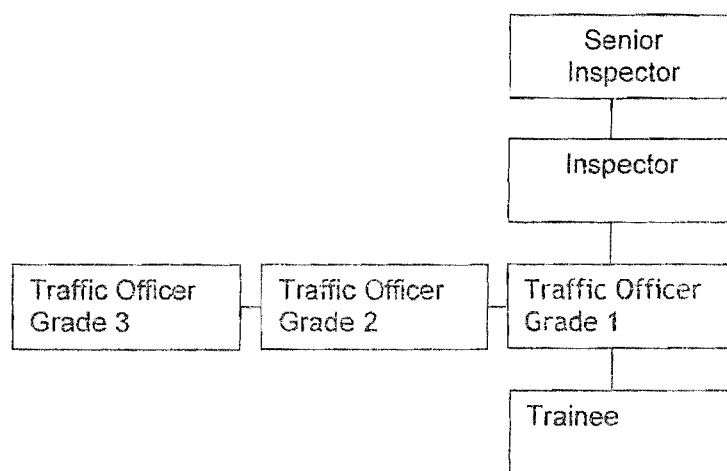 Senior
Inspector
Inspector
Traffic Officer
Grade 3
Traffic Officer
Grade 2
Traffic Officer
Grade 1
Trainee